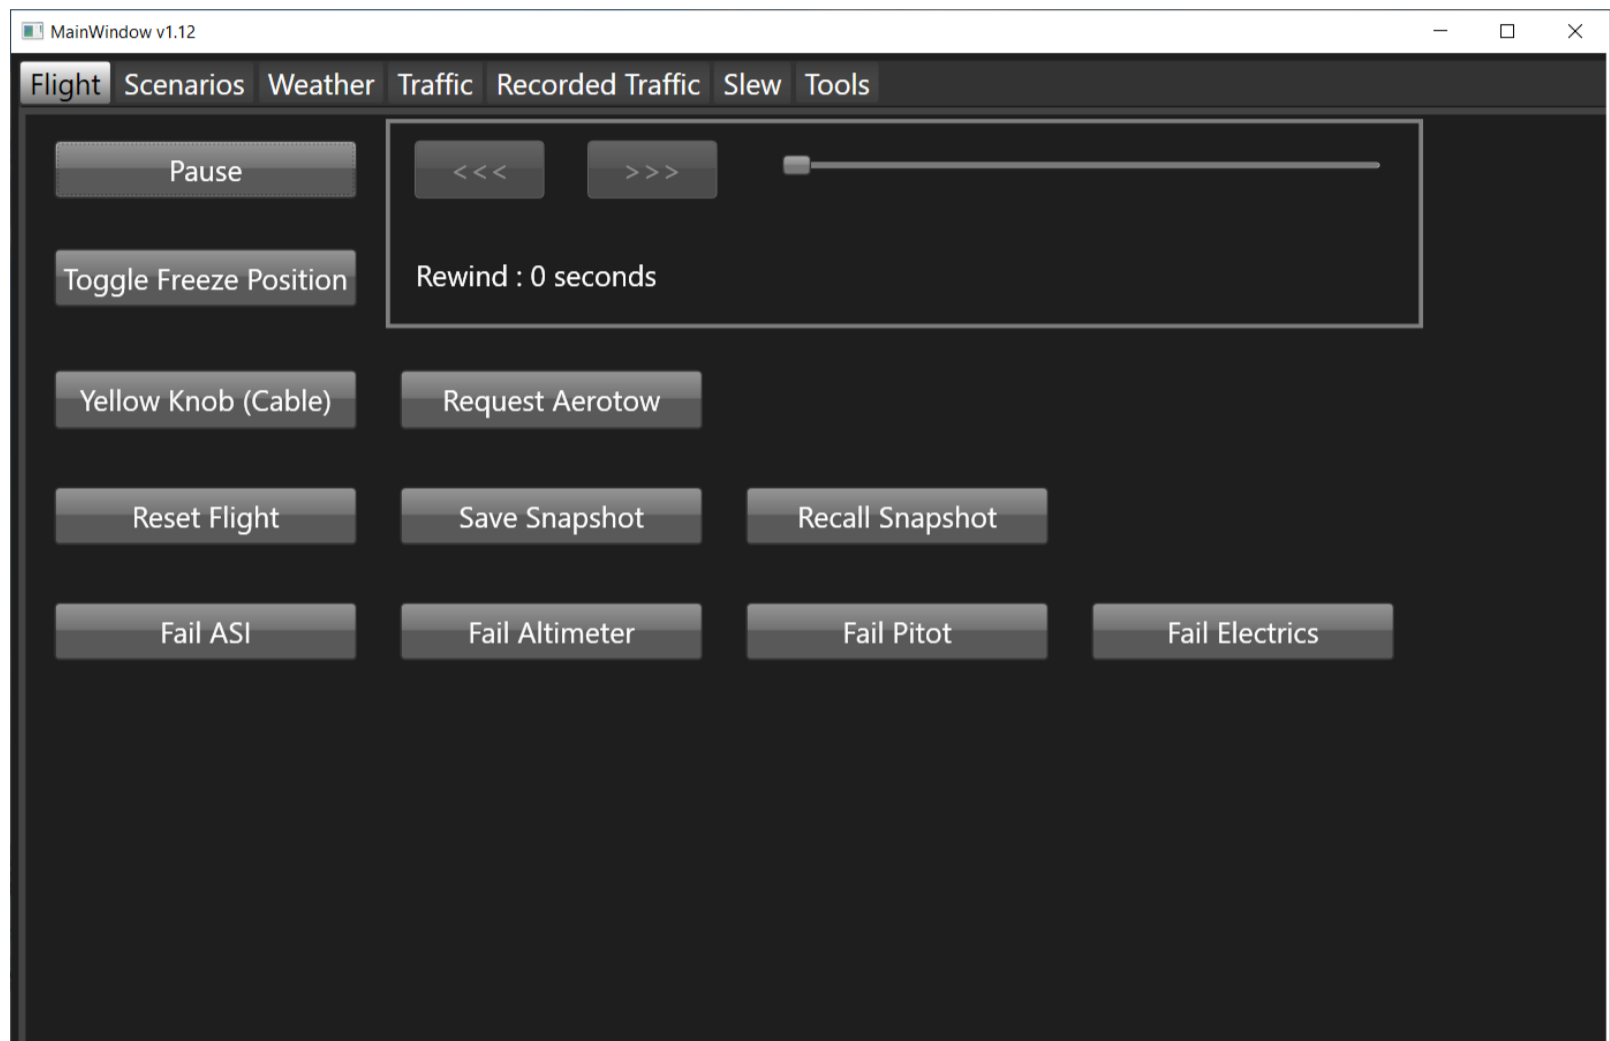 MainWindow v1.12
Flight Scenarios Weather Traffic Recorded Traffic Slew Tools
Pause <<< >>>
Toggle Freeze Position Rewind : 0 seconds
Yellow Knob (Cable) Request Aerotow
Reset Flight Save Snapshot Recall Snapshot
Fail ASI Fail Altimeter Fail Pitot Fail Electrics